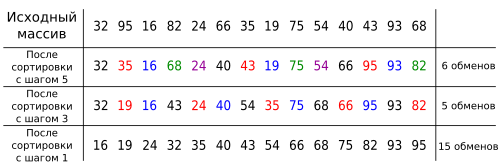 Исходный массив 32 95 16 82 24 66 35 19 75 54 40 43 93 68
После сортировки с шагом 5 32 35 16 68 24 40 43 19 75 54 66 95 93 82 6 обменов
После сортировки с шагом 3 32 19 16 43 24 40 54 35 75 68 66 95 93 82 5 обменов
После сортировки с шагом 1 16 19 24 32 35 40 43 54 66 68 75 82 93 95 15 обменов